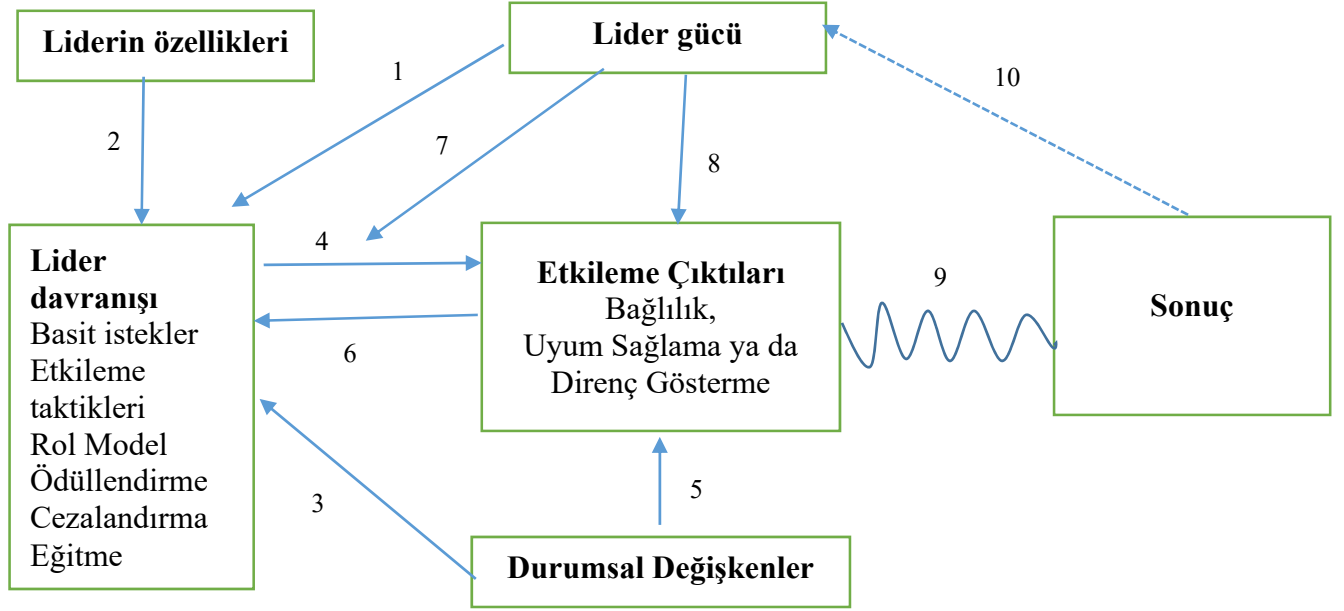 Liderin özellikleri
Lider gücü
1
10
2
7
8
Lider
davranışı
Basit istekler
Etkileme
taktikleri
Rol Model
Ödüllendirme
Cezalandırma
Eğitme
4
6
Etkileme Çıktıları
Bağlılık,
Uyum Sağlama ya da
Direnç Gösterme
9
Sonuç
3
5
Durumsal Değişkenler